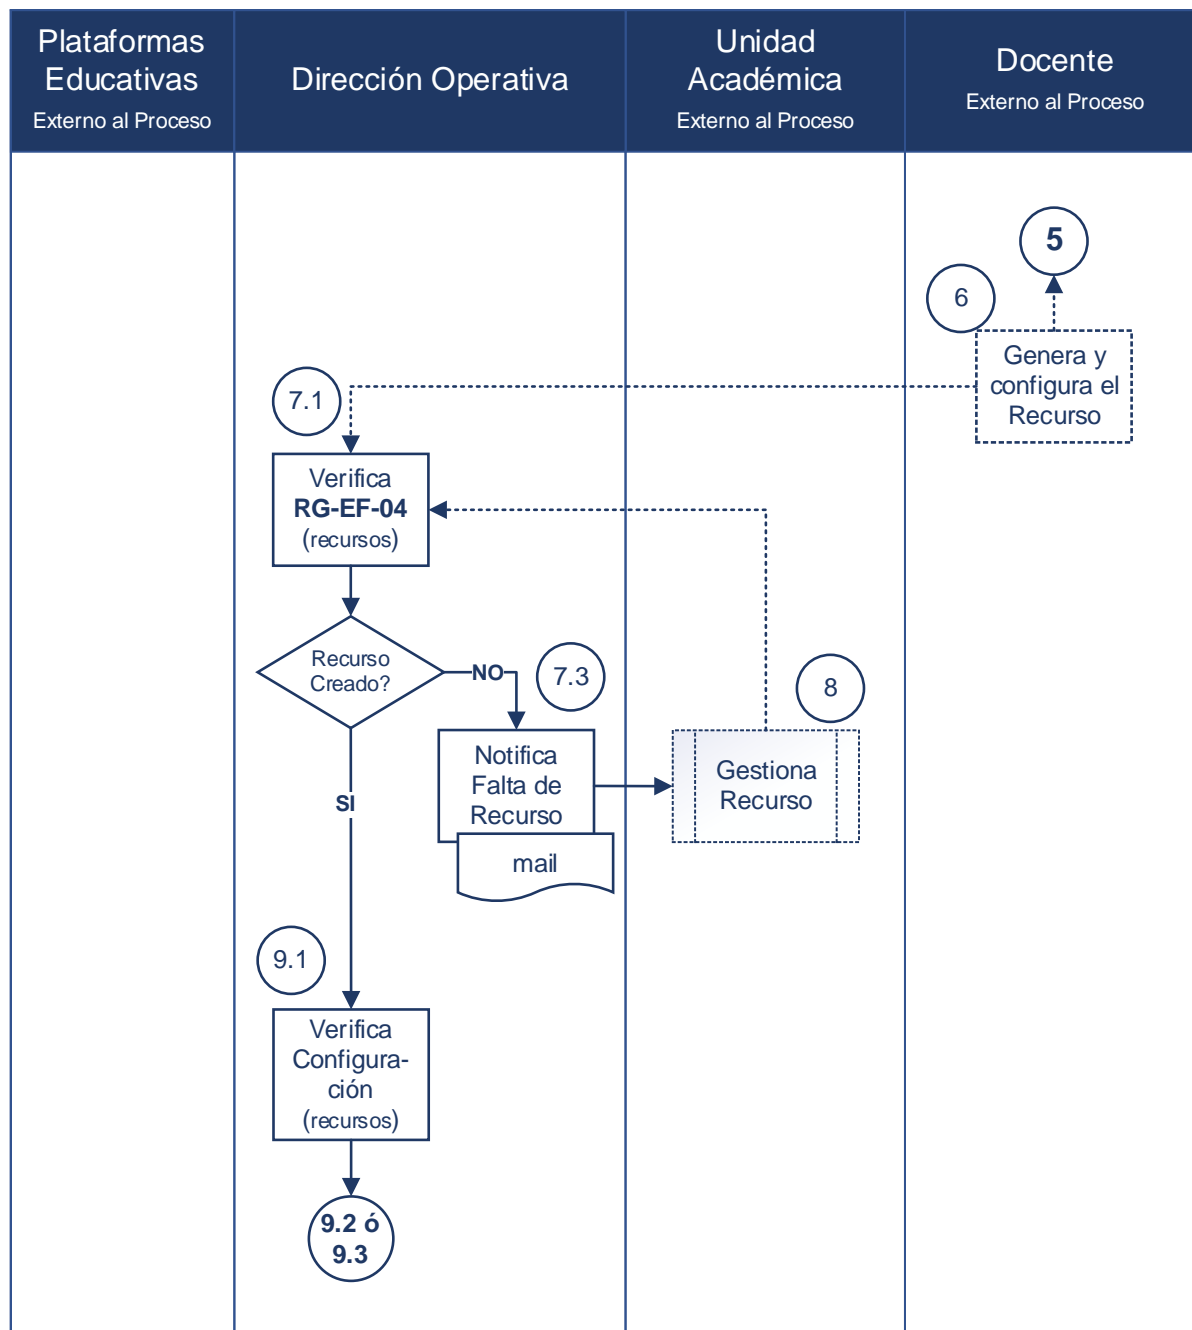 Plataformas
Educativas
Externo al Proceso
Dirección Operativa
Unidad
Académica
Externo al Proceso
Docente
Externo al Proceso
5
6
Genera y
configura el
Recurso
7.1
Verifica
RG-EF-04
(recursos)
Recurso
Creado?
NO
7.3
8
Notifica
Falta de
Recurso
mail
Gestiona
Recurso
SI
9.1
Verifica
Configura-
ción
(recursos)
9.2 ó
9.3